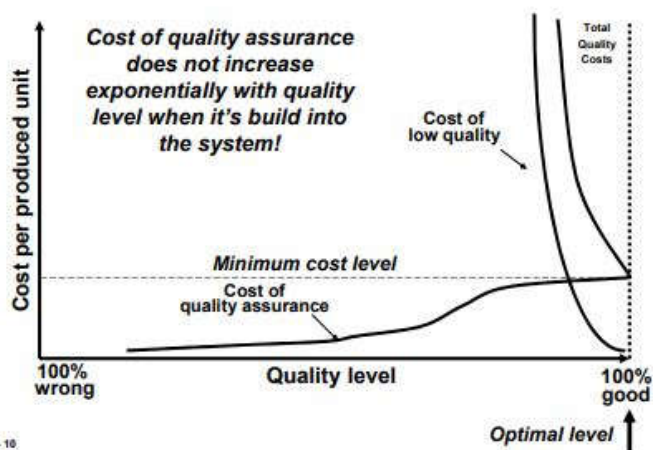 Cost of quality assurance
does not increase
exponentially with quality
level when it's build into
the system!
Total
Quality
Costs
Cost of
low quality
Cost per produced unit
Minimum cost level
Cost of
quality assurance
100%
wrong
Quality level
100%
good
Optimal level
10